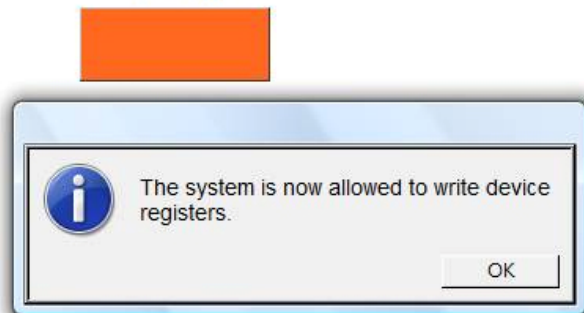 The system is now allowed to write device
registers.
OK